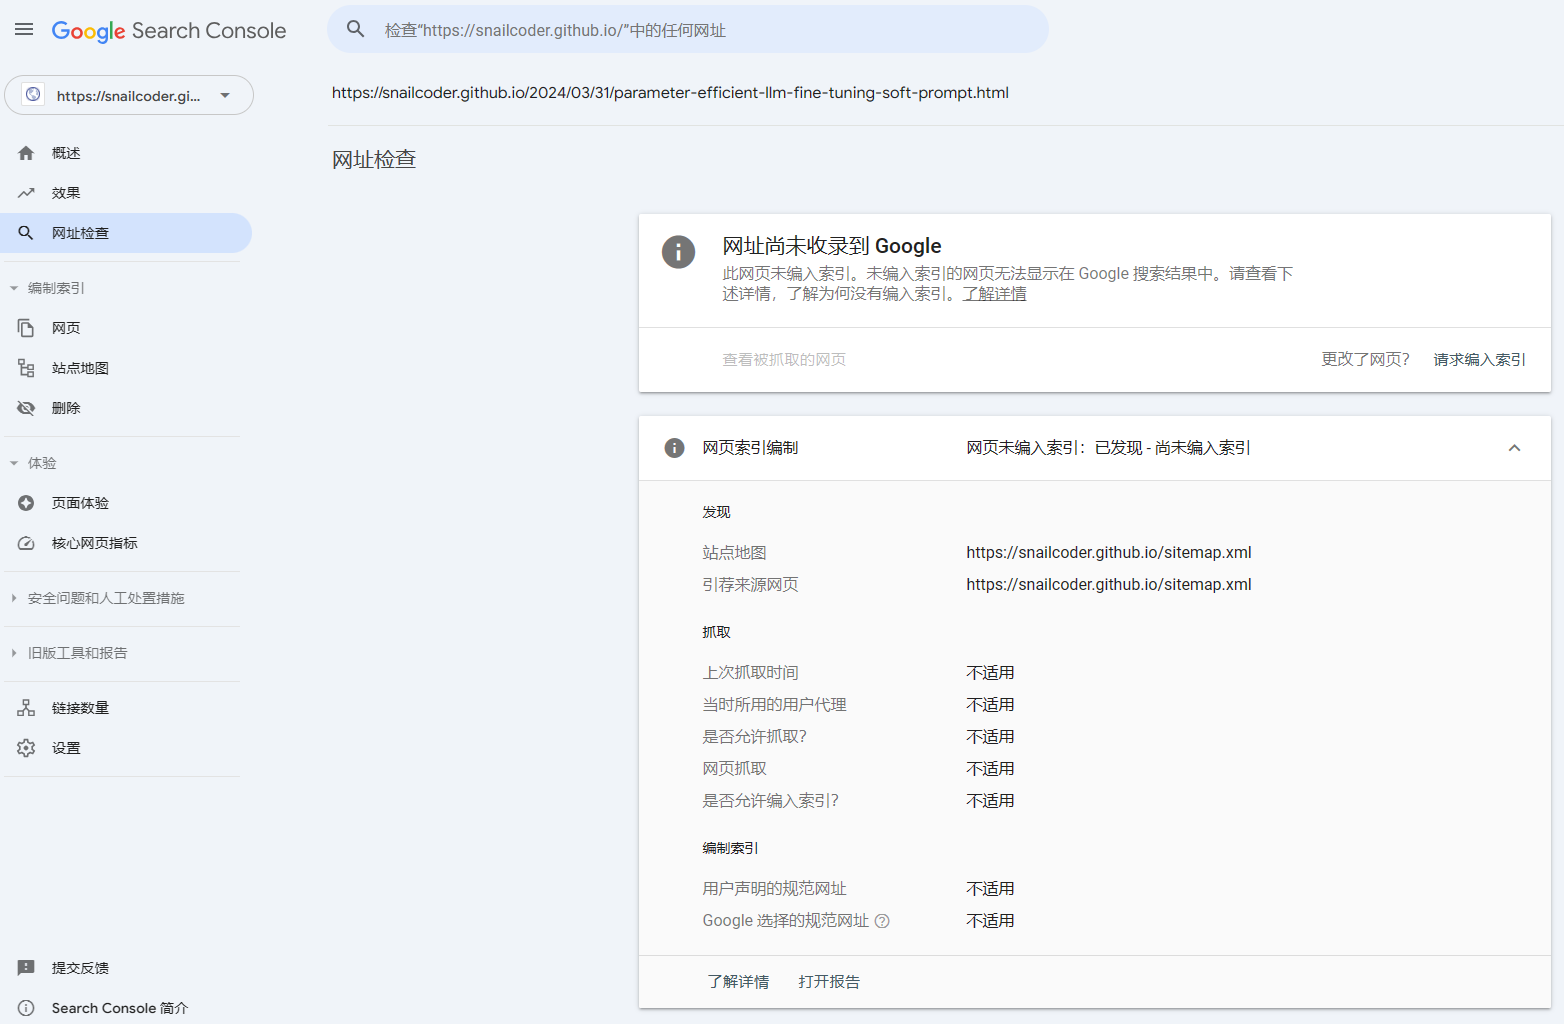 Google Search Console
检查“https://snailcoder.github.io/”中的任何网址
https://snailcoder.gi...
https://snailcoder.github.io/2024/03/31/parameter-efficient-llm-fine-tuning-soft-prompt.html
概述
效果
网址检查
编制索引
网页
站点地图
删除
体验
页面体验
核心网页指标
安全问题和人工处置措施
旧版工具和报告
链接数量
设置
提交反馈
Search Console 简介
网址检查
网址尚未收录到 Google
此网页未编入索引。未编入索引的网页无法显示在 Google 搜索结果中。请查看下
述详情，了解为何没有编入索引。了解详情
查看被抓取的网页
更改了网页？
请求编入索引
网页索引编制
网页未编入索引：已发现 - 尚未编入索引
发现
站点地图 https://snailcoder.github.io/sitemap.xml
引荐来源网页 https://snailcoder.github.io/sitemap.xml
抓取
上次抓取时间 不适用
当时所用的用户代理 不适用
是否允许抓取？ 不适用
网页抓取 不适用
是否允许编入索引？ 不适用
编制索引
用户声明的规范网址 不适用
Google 选择的规范网址 不适用
了解详情 打开报告